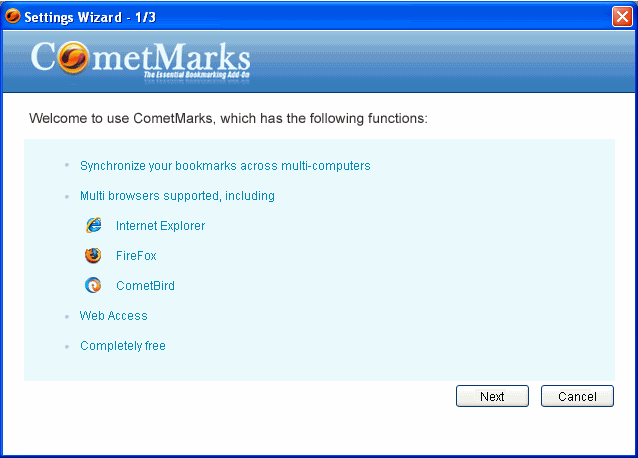 Settings Wizard - 1/3
CometMarks
The Essential Bookmarking Add-On
Welcome to use CometMarks, which has the following functions:
Synchronize your bookmarks across multi-computers
Multi browsers supported, including
Internet Explorer
FireFox
CometBird
Web Access
Completely free
Next Cancel